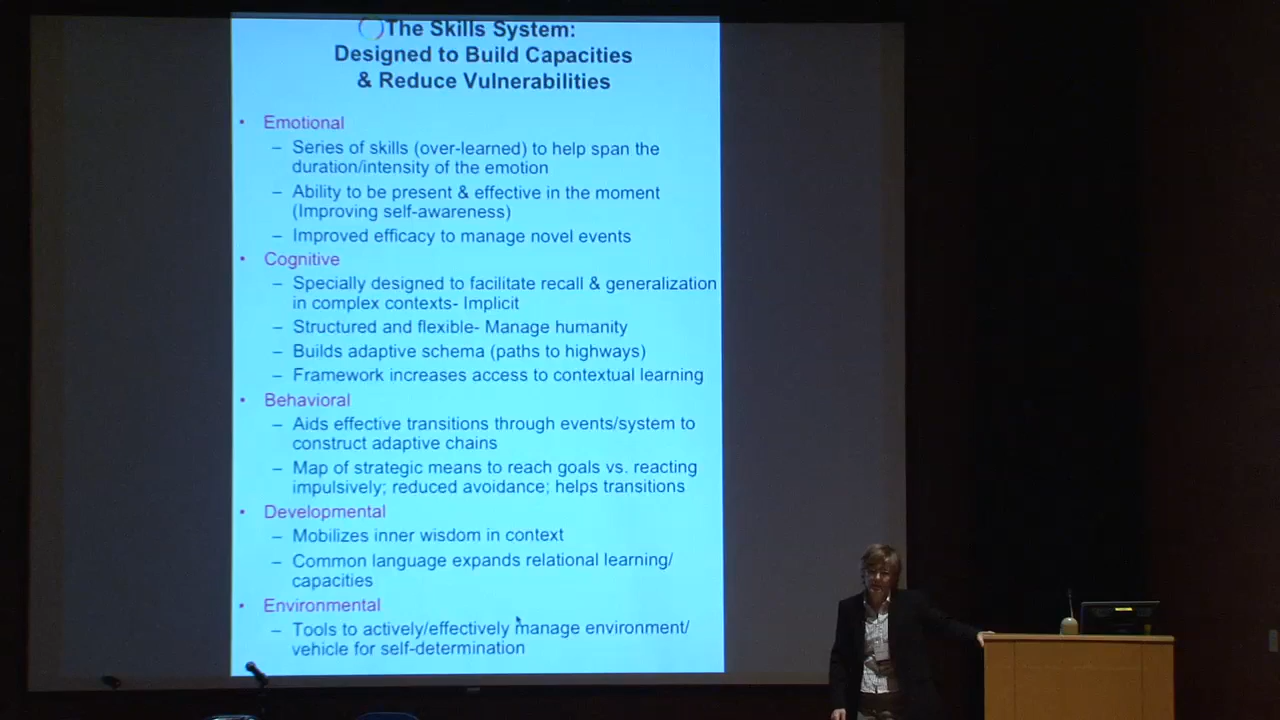 The Skills System:
Designed to Build Capacities
& Reduce Vulnerabilities
• Emotional
– Series of skills (over-learned) to help span the
duration/intensity of the emotion
– Ability to be present & effective in the moment
(Improving self-awareness)
– Improved efficacy to manage novel events
• Cognitive
– Specially designed to facilitate recall & generalization
in complex contexts- Implicit
– Structured and flexible- Manage humanity
– Builds adaptive schema (paths to highways)
– Framework increases access to contextual learning
• Behavioral
– Aids effective transitions through events/system to
construct adaptive chains
– Map of strategic means to reach goals vs. reacting
impulsively; reduced avoidance; helps transitions
• Developmental
– Mobilizes inner wisdom in context
– Common language expands relational learning/
capacities
• Environmental
– Tools to actively/effectively manage environment/
vehicle for self-determination